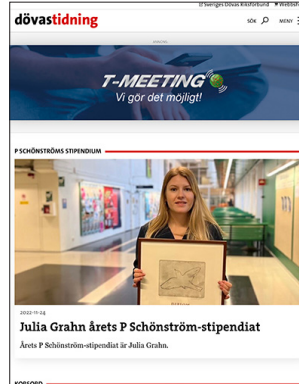 Sveriges Dövas Riksförbund
dövastidning
SÖK
MENY
T-MEETING
Vi gör det möjligt!
P SCHÖNSTRÖMS STIPENDIUM
2022-11-24
Julia Grahn årets P Schönström-stipendiat
Årets P Schönström-stipendiat är Julia Grahn.
KORSORD